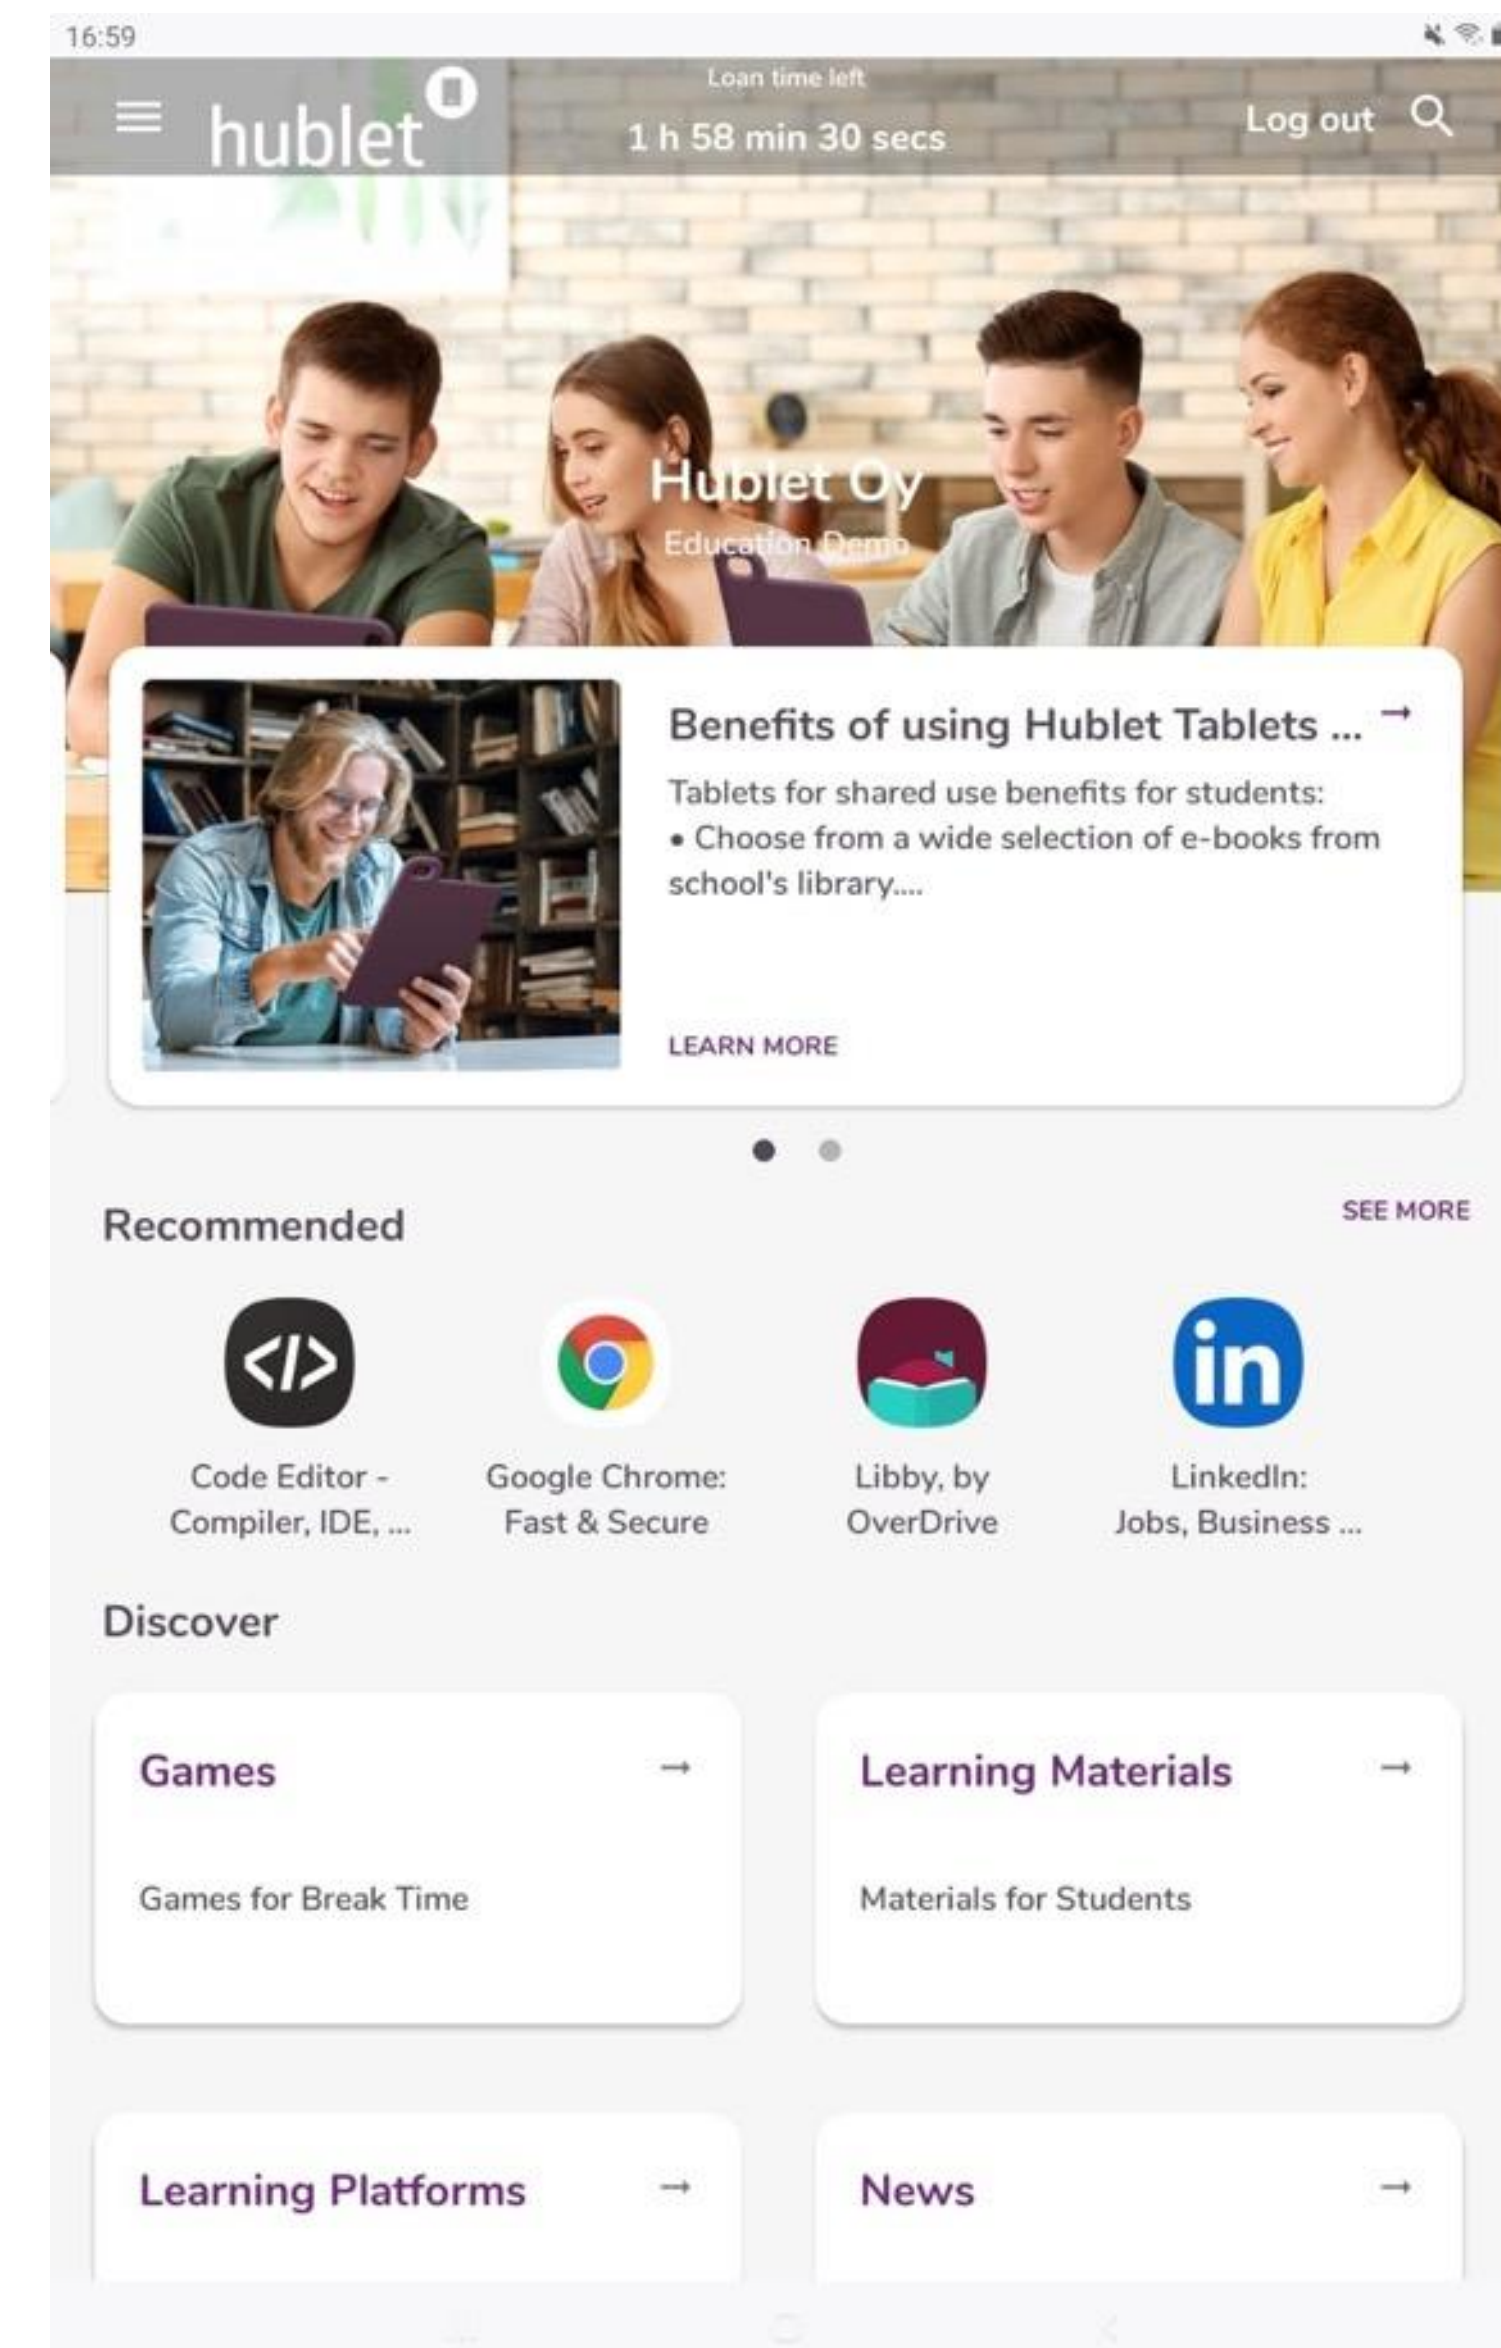 16:59
hublet
Loan time left
1 h 58 min 30 secs
Log out
Hublet Oy
Education Demo
Benefits of using Hublet Tablets ...
Tablets for shared use benefits for students:
• Choose from a wide selection of e-books from
school's library....
LEARN MORE
Recommended
SEE MORE
</>
in
Code Editor -
Compiler, IDE, ...
Google Chrome:
Fast & Secure
Libby, by
OverDrive
LinkedIn:
Jobs, Business ...
Discover
Games
Games for Break Time
Learning Materials
Materials for Students
Learning Platforms
News